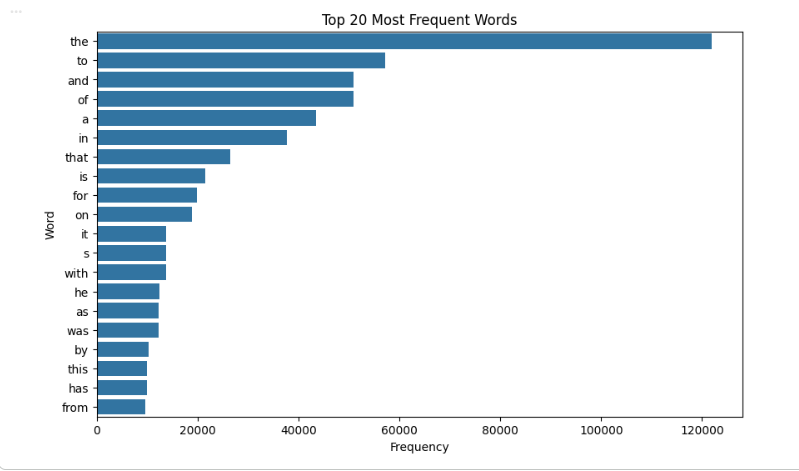 Top 20 Most Frequent Words
the
to
and
of
a
in
that
is
for
on
it
s
with
he
as
was
by
this
has
from
Word
0 20000 40000 60000 80000 100000 120000
Frequency